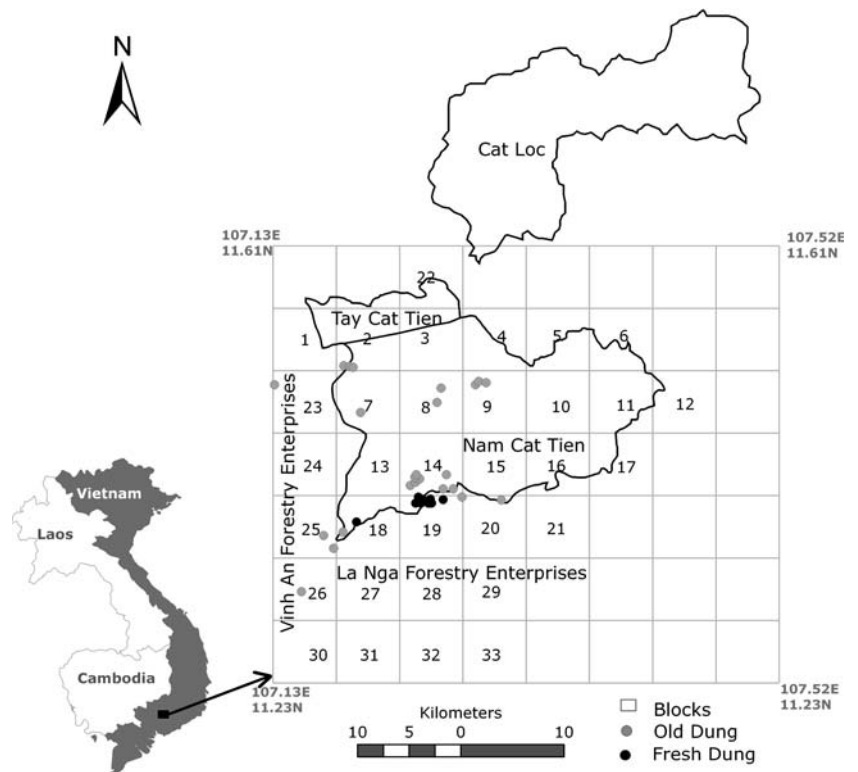 N
Cat Loc
107.13E
11.61N
107.52E
11.61N
22
Tay Cat Tien
1 2 3 4 5 6
23 7 8 9 10 11 12
Nam Cat Tien
24 13 14 15 16 17
Vinh An Forestry Enterprises
25 18 19 20 21
La Nga Forestry Enterprises
26 27 28 29
30 31 32 33
Vietnam
Laos
Cambodia
107.13E
11.23N
107.52E
11.23N
Kilometers
10 5 0 10
Blocks
Old Dung
Fresh Dung